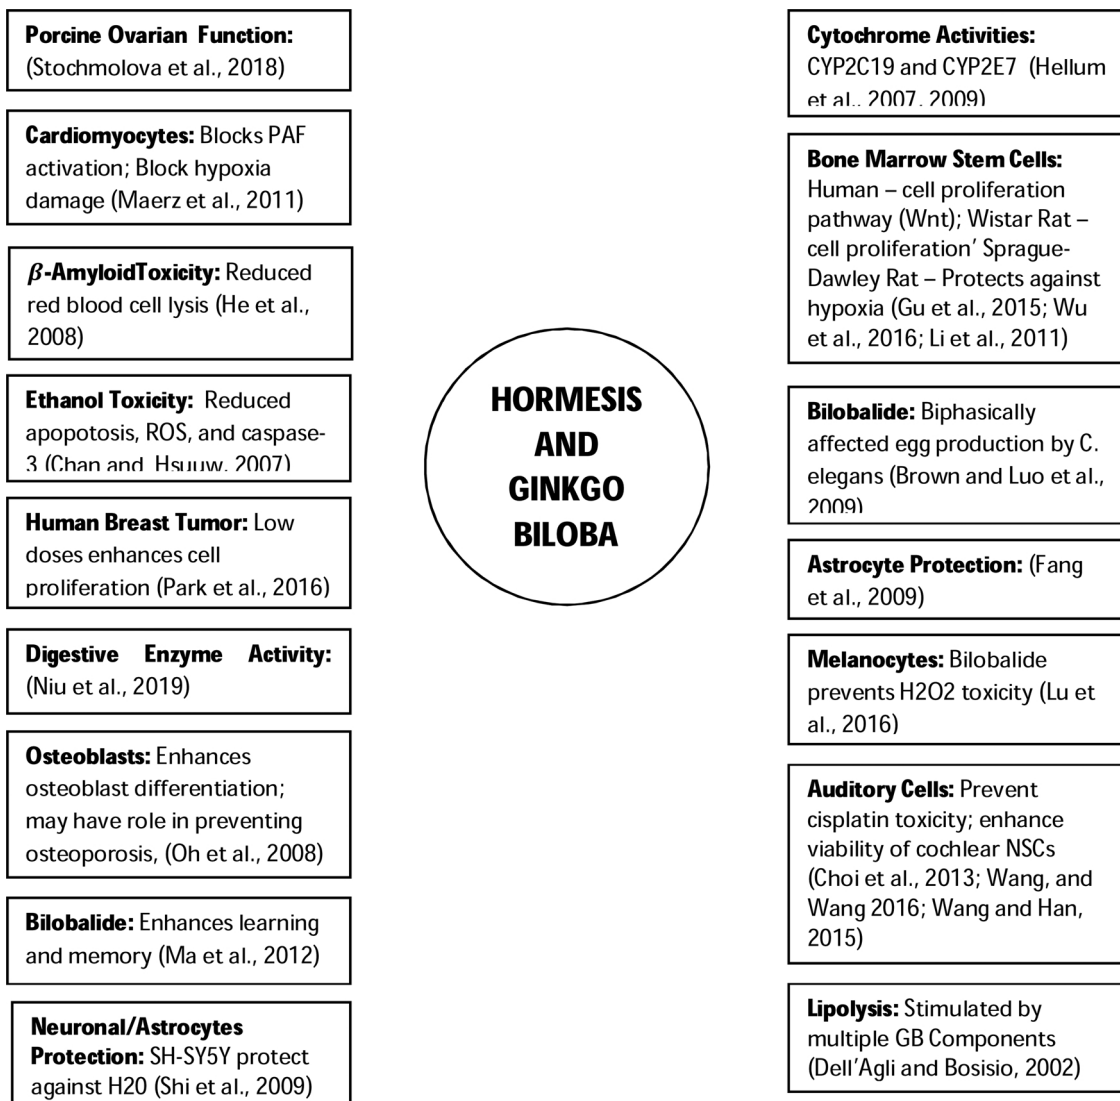 Porcine Ovarian Function:
(Stochmolova et al., 2018)
Cardiomyocytes: Blocks PAF
activation; Block hypoxia
damage (Maerz et al., 2011)
β-AmyloidToxicity: Reduced
red blood cell lysis (He et al.,
2008)
Ethanol Toxicity: Reduced
apopotosis, ROS, and caspase-
3 (Chan and Hsuuw, 2007)
Human Breast Tumor: Low
doses enhances cell
proliferation (Park et al., 2016)
Digestive Enzyme Activity:
(Niu et al., 2019)
Osteoblasts: Enhances
osteoblast differentiation;
may have role in preventing
osteoporosis, (Oh et al., 2008)
Bilobalide: Enhances learning
and memory (Ma et al., 2012)
Neuronal/Astrocytes
Protection: SH-SY5Y protect
against H20 (Shi et al., 2009)
HORMESIS
AND
GINKGO
BILOBA
Cytochrome Activities:
CYP2C19 and CYP2E7 (Hellum
et al., 2007, 2009)
Bone Marrow Stem Cells:
Human – cell proliferation
pathway (Wnt); Wistar Rat –
cell proliferation’ Sprague-
Dawley Rat – Protects against
hypoxia (Gu et al., 2015; Wu
et al., 2016; Li et al., 2011)
Bilobalide: Biphasically
affected egg production by C.
elegans (Brown and Luo et al.,
2009)
Astrocyte Protection: (Fang
et al., 2009)
Melanocytes: Bilobalide
prevents H2O2 toxicity (Lu et
al., 2016)
Auditory Cells: Prevent
cisplatin toxicity; enhance
viability of cochlear NSCs
(Choi et al., 2013; Wang, and
Wang 2016; Wang and Han,
2015)
Lipolysis: Stimulated by
multiple GB Components
(Dell’Agli and Bosisio, 2002)